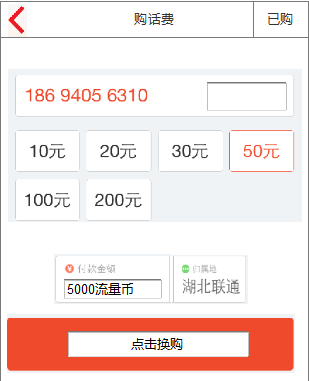 购话费 已购
186 9405 6310
10元 20元 30元 50元
100元 200元
付款金额 归属地
5000流量币 湖北联通
点击换购